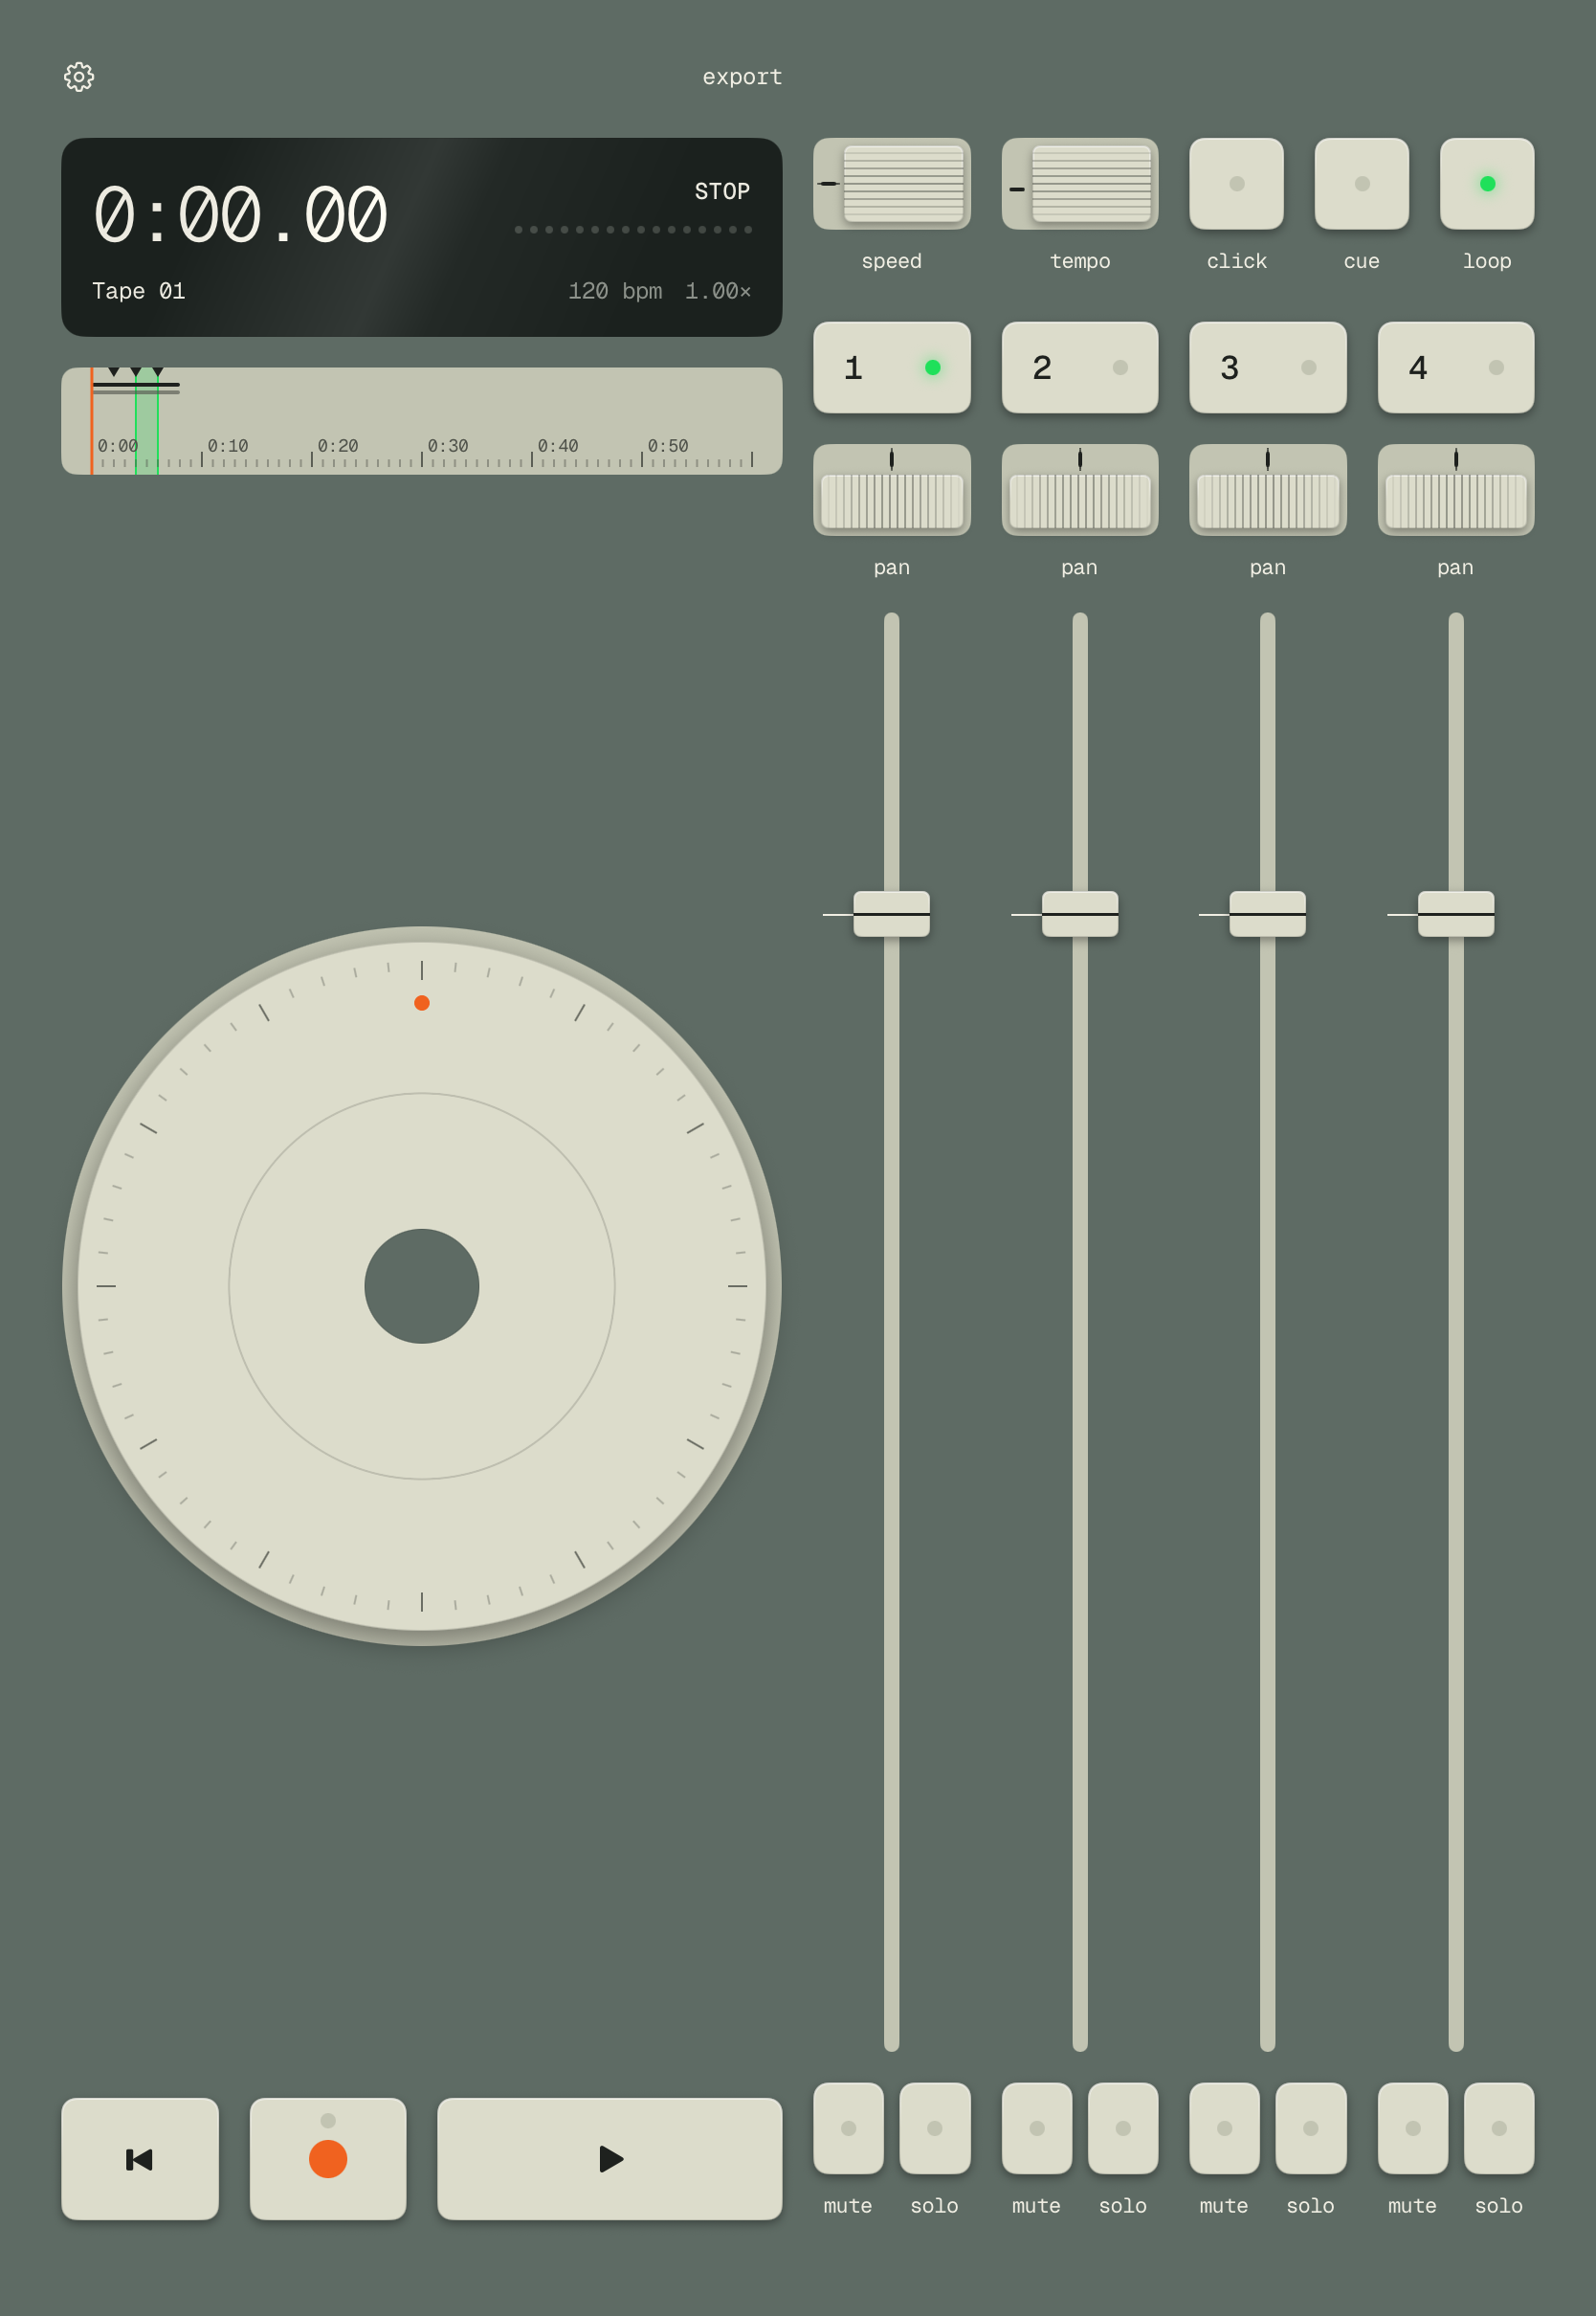 export
0:00.00
STOP
Tape 01
120 bpm 1.00×
speed
tempo
click
cue
loop
1
2
3
4
0:00 0:10 0:20 0:30 0:40 0:50
pan
pan
pan
pan
mute solo
mute solo
mute solo
mute solo